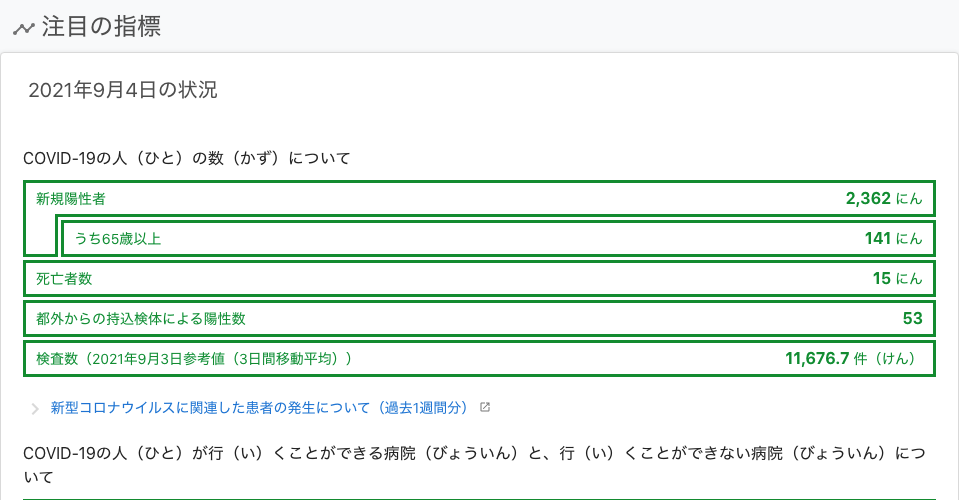 注目の指標
2021年9月4日の状況
COVID-19の人（ひと）の数（かず）について
新規陽性者 2,362 にん
うち65歳以上 141 にん
死亡者数 15 にん
都外からの持込検体による陽性数 53
検査数（2021年9月3日参考値（3日間移動平均）） 11,676.7 件（けん）
新型コロナウイルスに関連した患者の発生について（過去1週間分）
COVID-19の人（ひと）が行（い）くことができる病院（びょういん）と、行（い）くことができない病院（びょういん）につ
いて